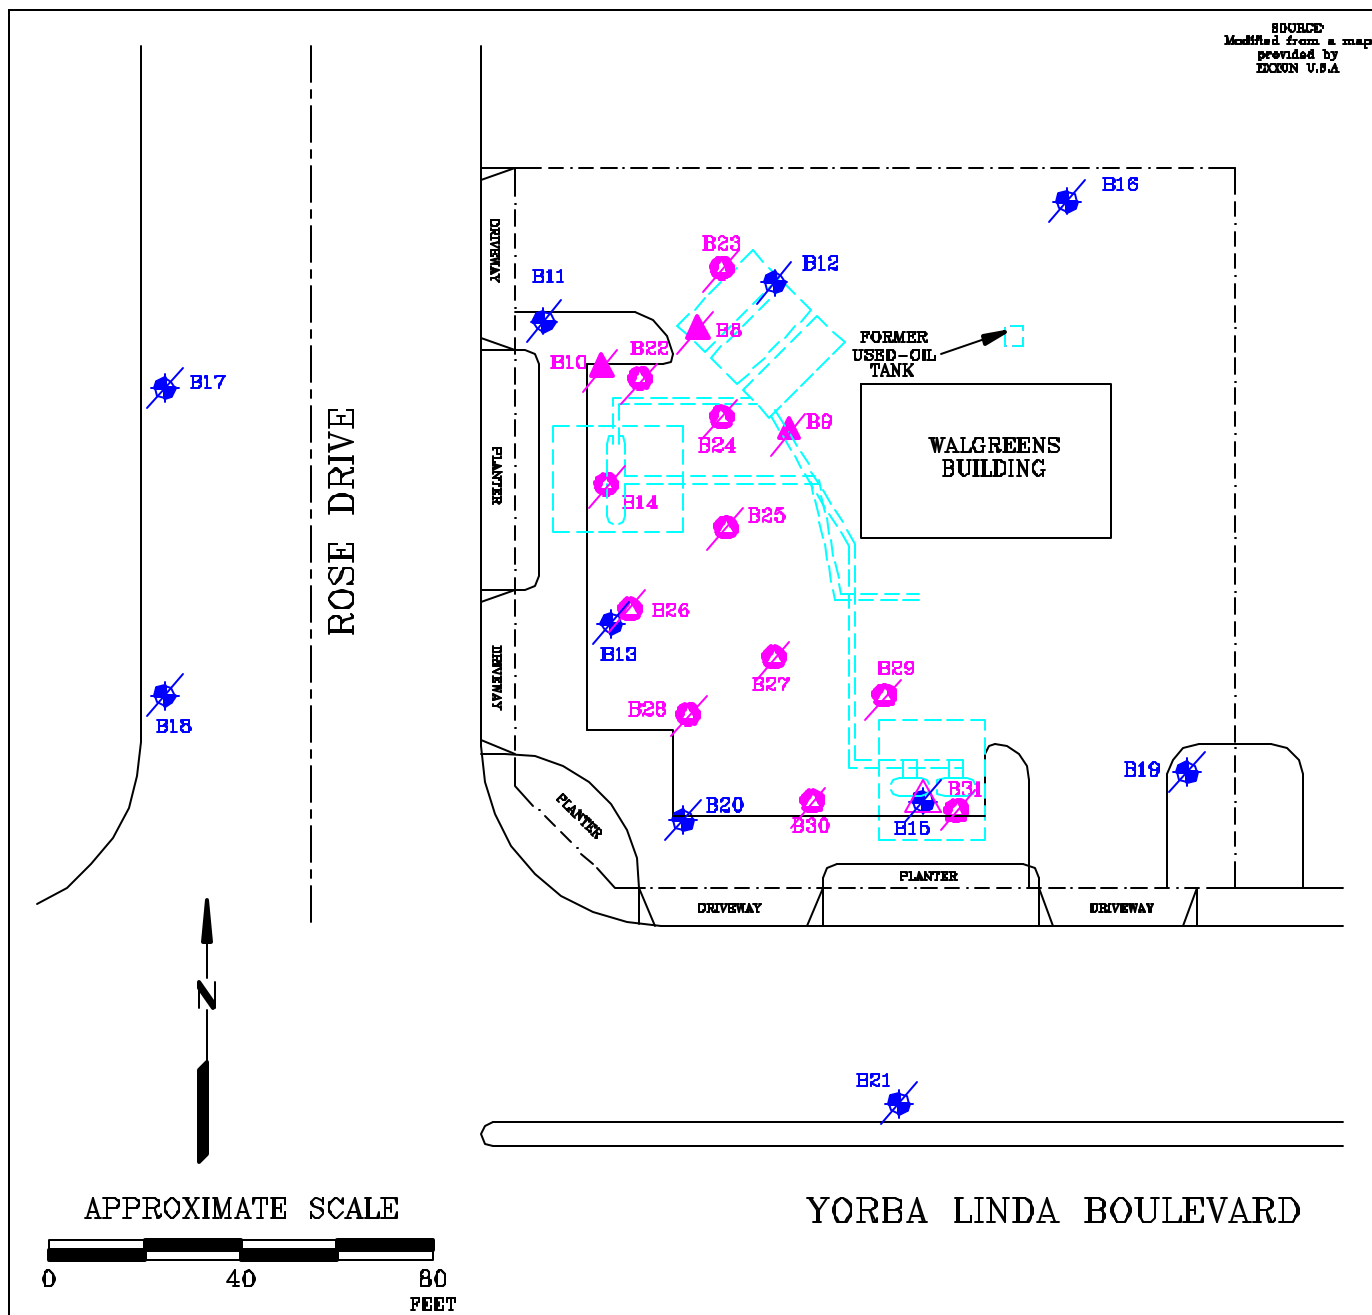 SOURCE:
Modified from a map
provided by
EXXON U.S.A
B16
DRIVEWAY
B23
B12
B11
B8
FORMER
USED-OIL
TANK
B10
B22
B17
B9
B24
WALGREENS
BUILDING
ROSE DRIVE
PLANTER
B14
B25
B26
B13
DRIVEWAY
B27
B29
B28
B18
B19
B31
B20
B30
B15
PLANTER
PLANTER
DRIVEWAY
DRIVEWAY
N
B21
APPROXIMATE SCALE
YORBA LINDA BOULEVARD
0 40 80
FEET